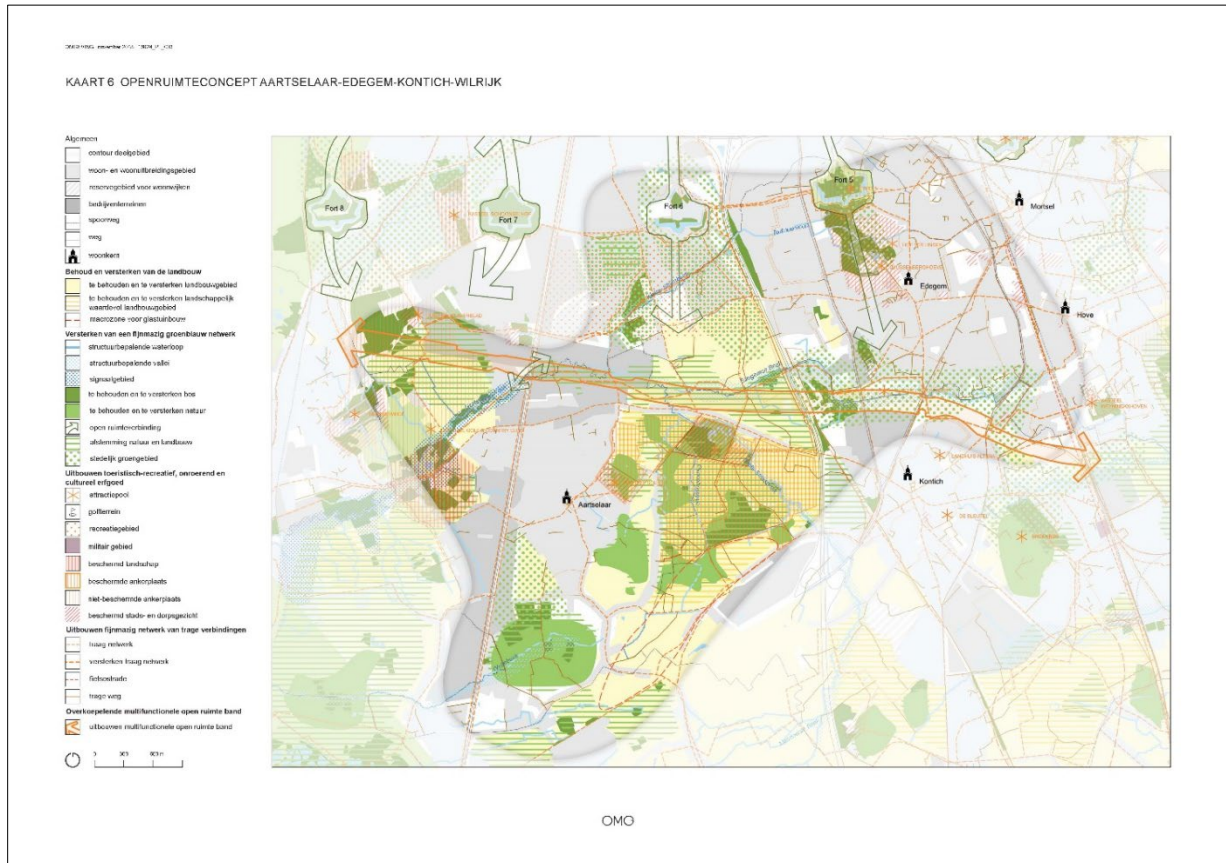 KAART 6 OPENRUIMTECONCEPT AARTSELAAR-EDEGEM-KONTICH-WILRIJK
Algemeen
contour deelgebied
woon- en woonuitbreidingsgebied
reservegebied voor woonwijken
bedrijventerreinen
spoorweg
weg
woonkern
Behoud en versterken van de landbouw
te behouden en te versterken landbouwgebied
te behouden en te versterken landschappelijk
waardevol landbouwgebied
macrozone voor glastuinbouw
Versterken van een fijnmazig groenblauw netwerk
structuurbepalende waterloop
structuurbepalende vallei
signaalgebied
te behouden en te versterken bos
te behouden en te versterken natuur
open ruimteverbinding
afstemming natuur en landbouw
stedelijk groengebied
Uitbouwen toeristisch-recreatief, onroerend en
cultureel erfgoed
attractiepool
golfterrein
recreatiegebied
militair gebied
beschermd landschap
beschermde ankerplaats
niet-beschermde ankerplaats
beschermd stads- en dorpsgezicht
Uitbouwen fijnmazig netwerk van trage verbindingen
traag netwerk
versterken traag netwerk
fietsostrade
trage weg
Overkoepelende multifunctionele open ruimte band
uitbouwen multifunctionele open ruimte band
Fort 8
Fort 7
Fort 6
Fort 5
Mortsel
Edegem
Hove
Kontich
Aartselaar
OMG